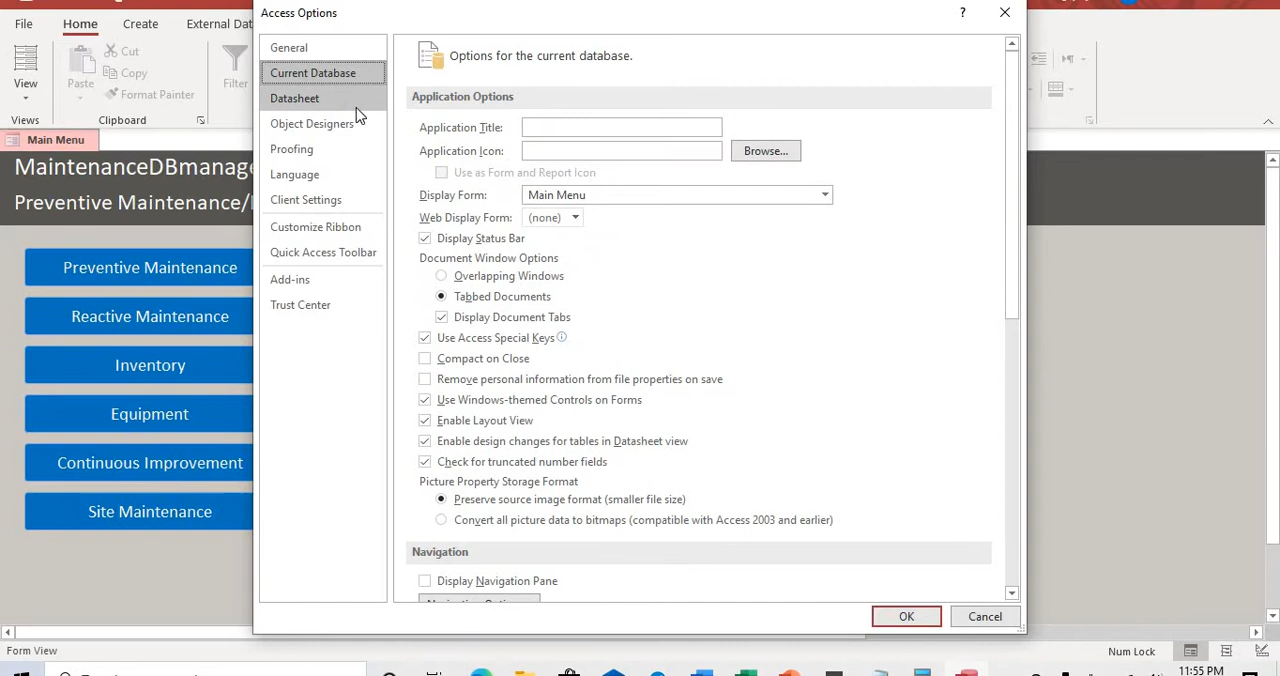 Access Options
?
File
Home
Create
External Dat
View
Paste
Cut
Copy
Format Painter
Filter
Views
Clipboard
Main Menu
MaintenanceDBmanage
Preventive Maintenance/
Preventive Maintenance
Reactive Maintenance
Inventory
Equipment
Continuous Improvement
Site Maintenance
General
Current Database
Datasheet
Object Designers
Proofing
Language
Client Settings
Customize Ribbon
Quick Access Toolbar
Add-ins
Trust Center
Options for the current database.
Application Options
Application Title:
Application Icon:
Browse...
Use as Form and Report Icon
Display Form:
Main Menu
Web Display Form:
(none)
Display Status Bar
Document Window Options
Overlapping Windows
Tabbed Documents
Display Document Tabs
Use Access Special Keys
Compact on Close
Remove personal information from file properties on save
Use Windows-themed Controls on Forms
Enable Layout View
Enable design changes for tables in Datasheet view
Check for truncated number fields
Picture Property Storage Format
Preserve source image format (smaller file size)
Convert all picture data to bitmaps (compatible with Access 2003 and earlier)
Navigation
Display Navigation Pane
OK
Cancel
Form View
Num Lock
11:55 PM